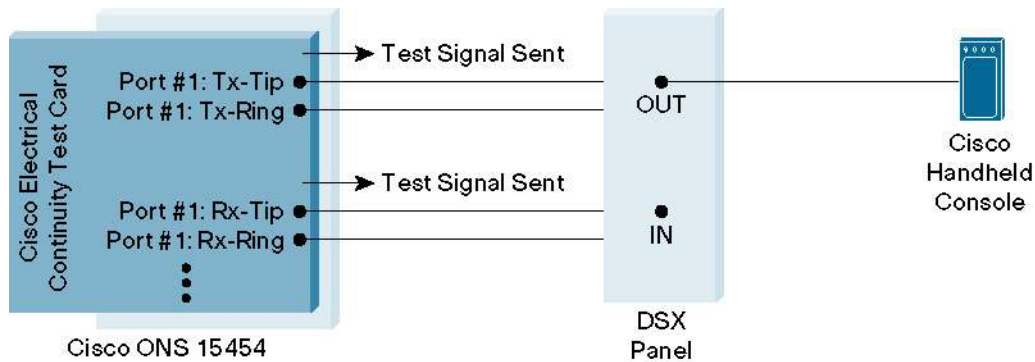 Cisco Electrical
Continuity Test Card
Test Signal Sent
Port #1: Tx-Tip
Port #1: Tx-Ring
Test Signal Sent
Port #1: Rx-Tip
Port #1: Rx-Ring
Cisco ONS 15454
OUT
IN
DSX
Panel
Cisco
Handheld
Console